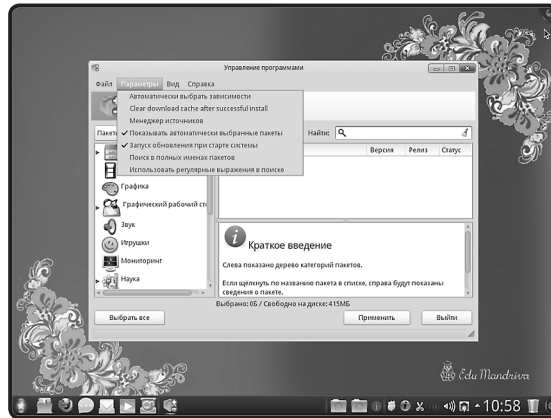 Управление программами
Файл Параметры Вид Справка
Автоматически выбрать зависимости
Clear download cache after successful install
Менеджер источников
Показывать автоматически выбранные пакеты
Запуск обновления при старте системы
Поиск в полных именах пакетов
Использовать регулярные выражения в поиске
Найти:
Версия Релиз Статус
Графика
Графический рабочий
Звук
Игрушки
Мониторинг
Наука
Краткое введение
Слева показано дерево категорий пакетов.
Если щёлкнуть по названию пакета в списке, справа будут показаны
сведения о пакете.
Выбрано: 0Б / Свободно на диске: 415МБ
Выбрать все Применить Выйти
Edu Mandriva
10:58